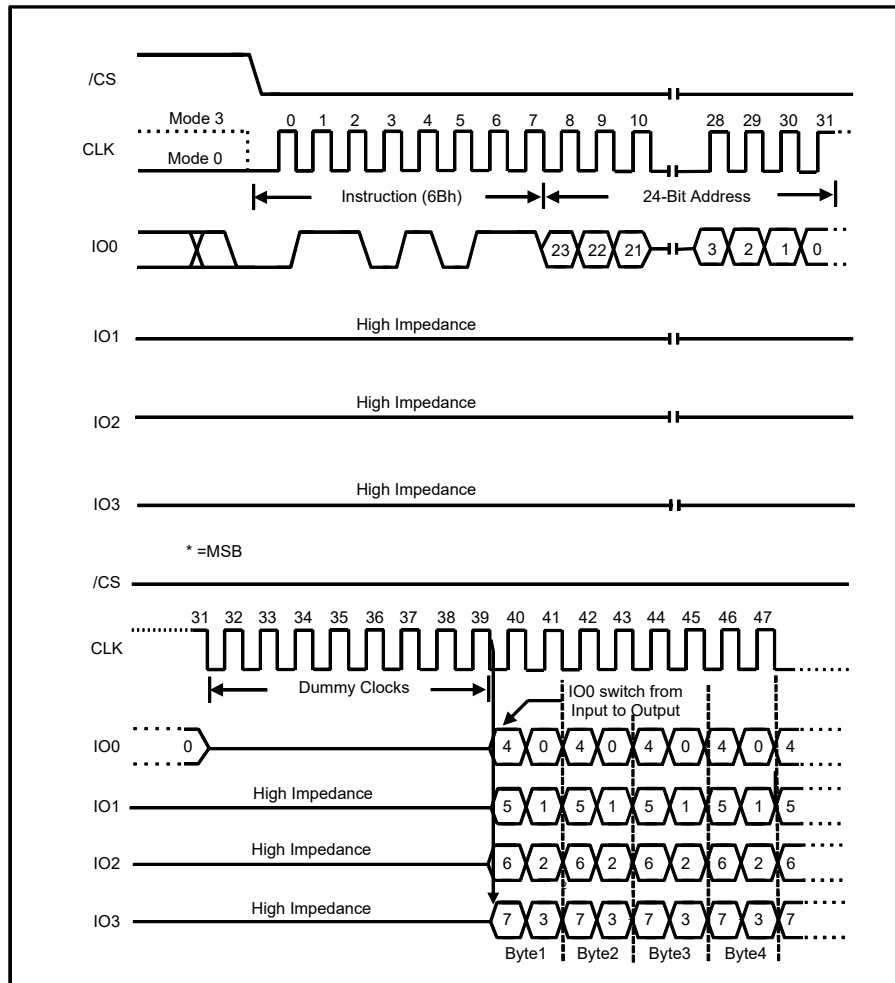 /CS
Mode 3
0 1 2 3 4 5 6 7 8 9 10 28 29 30 31
CLK
Mode 0
Instruction (6Bh) 24-Bit Address
IO0
23 22 21 3 2 1 0
High Impedance
IO1
High Impedance
IO2
High Impedance
IO3
* =MSB
/CS
31 32 33 34 35 36 37 38 39 40 41 42 43 44 45 46 47
CLK
Dummy Clocks
IO0 switch from
Input to Output
IO0 0 4 0 4 0 4 0 4 0 4
High Impedance
IO1 5 1 5 1 5 1 5 1 5
High Impedance
IO2 6 2 6 2 6 2 6 2 6
High Impedance
IO3 7 3 7 3 7 3 7 3 7
Byte1 Byte2 Byte3 Byte4